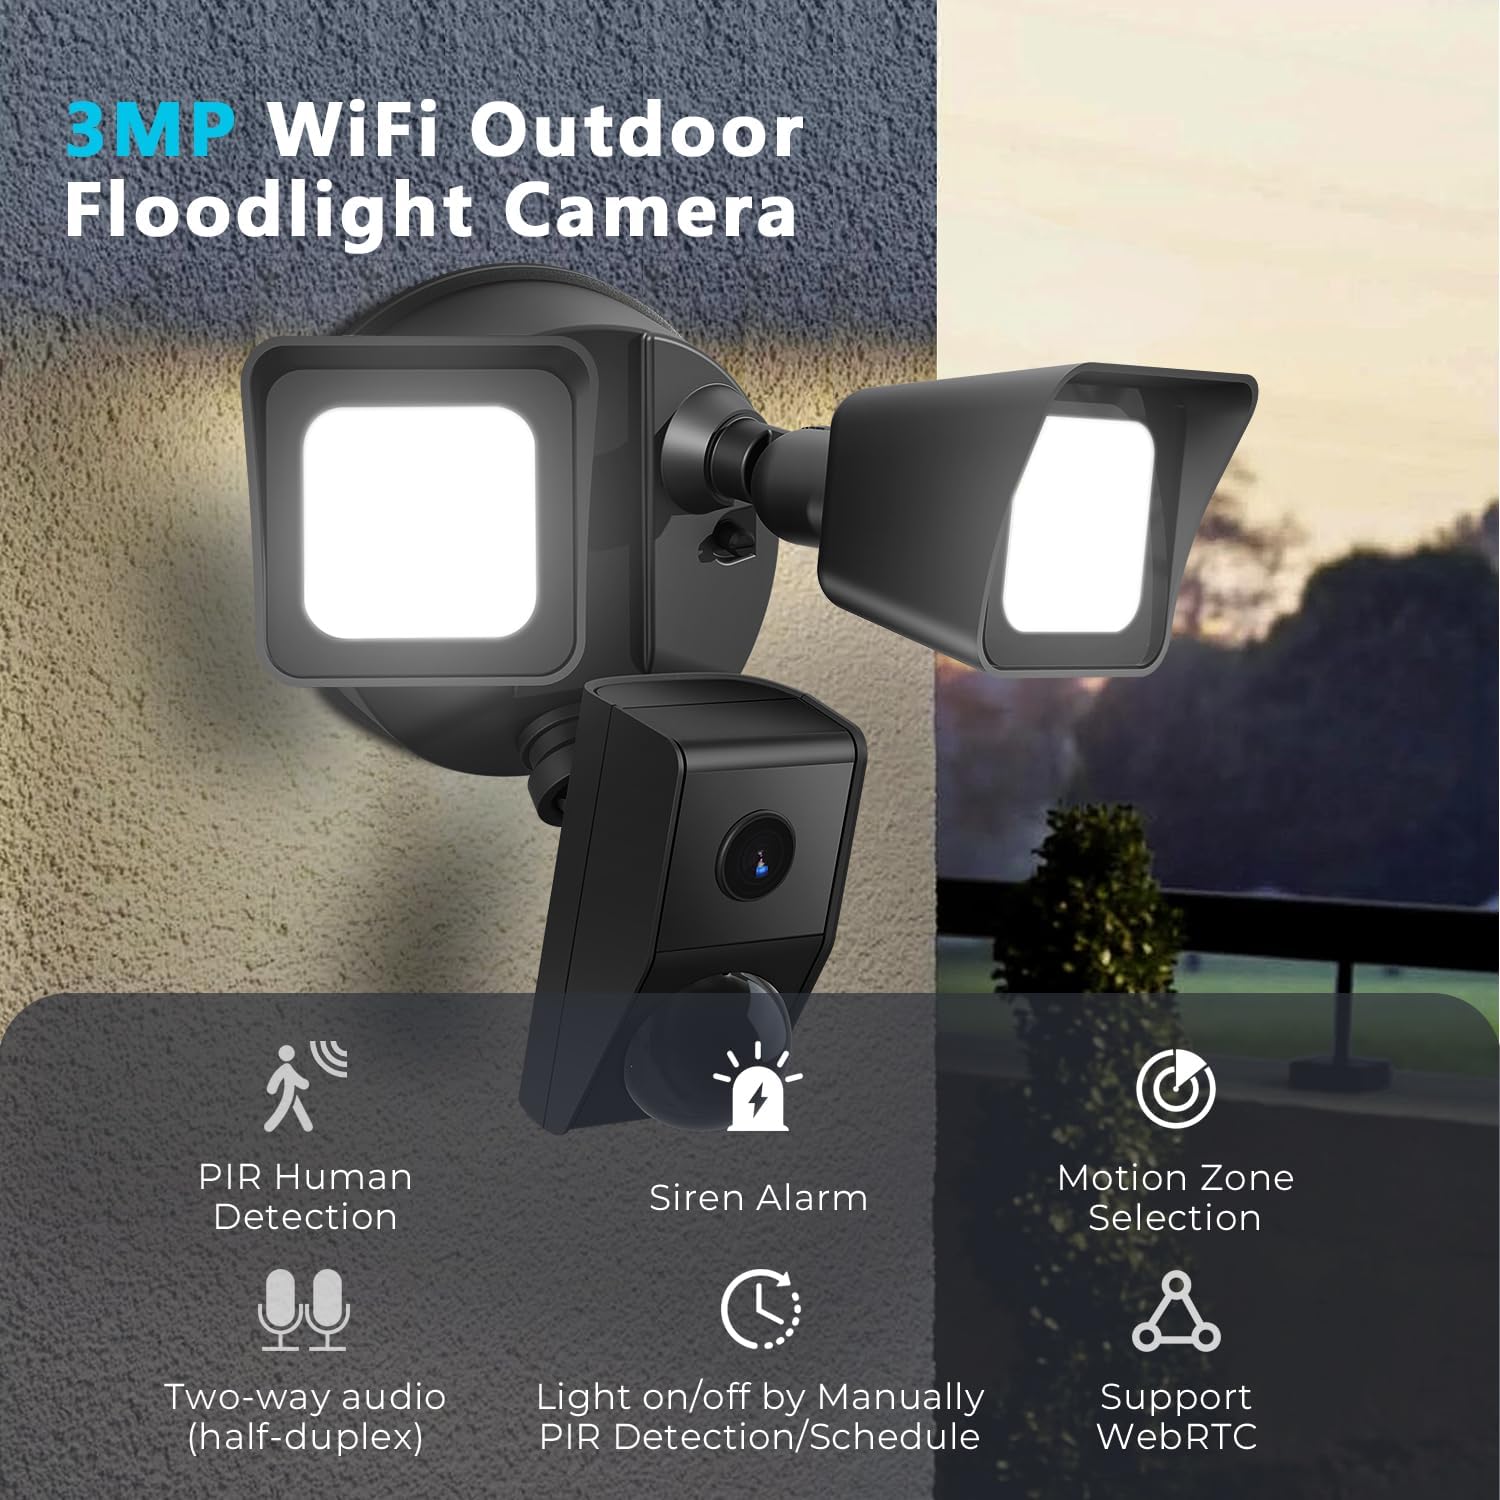 3MP WiFi Outdoor
Floodlight Camera
PIR Human
Detection
Siren Alarm
Motion Zone
Selection
Two-way audio
(half-duplex)
Light on/off by Manually
PIR Detection/Schedule
Support
WebRTC